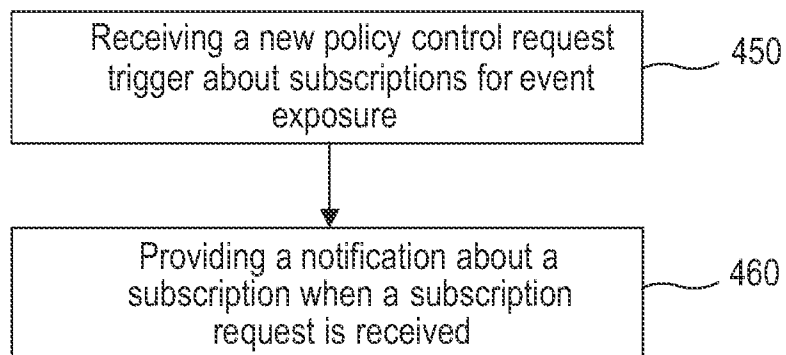 Receiving a new policy control request
trigger about subscriptions for event
exposure
450
Providing a notification about a
subscription when a subscription
request is received
460